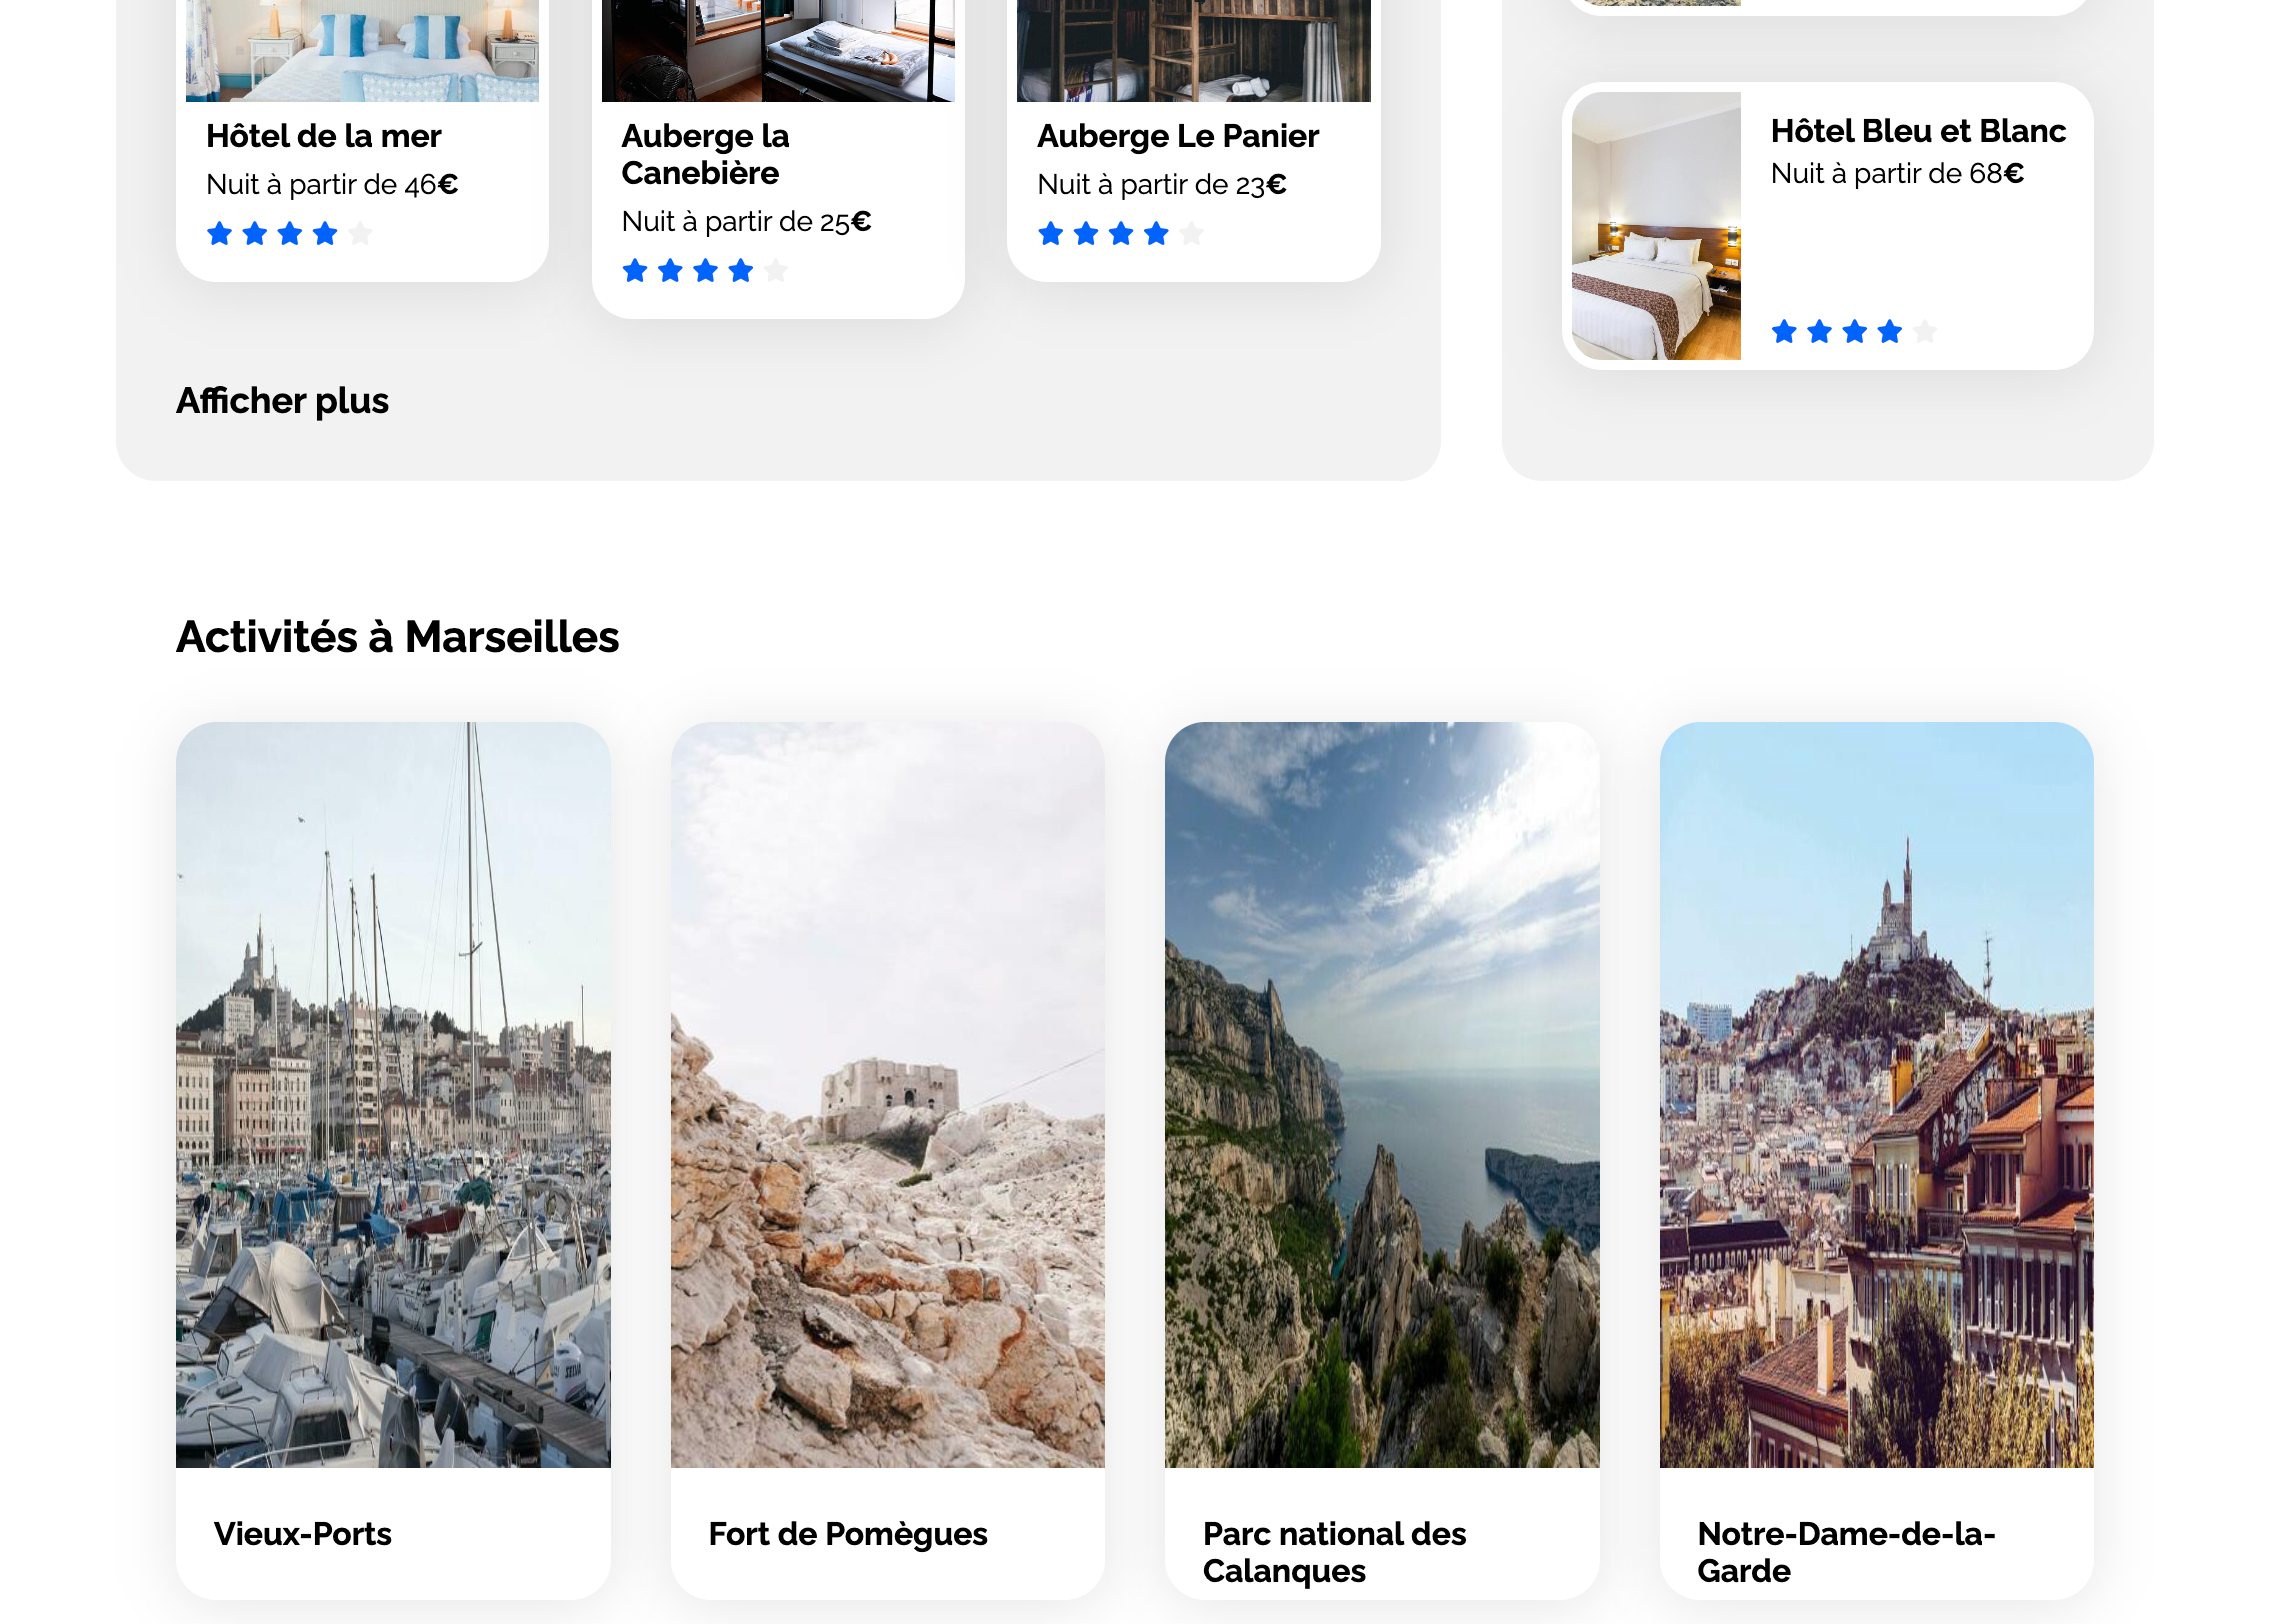 Hôtel de la mer
Nuit à partir de 46€
Auberge la
Canebière
Nuit à partir de 25€
Auberge Le Panier
Nuit à partir de 23€
Hôtel Bleu et Blanc
Nuit à partir de 68€
Afficher plus
Activités à Marseilles
Vieux-Ports
Fort de Pomègues
Parc national des
Calanques
Notre-Dame-de-la-
Garde